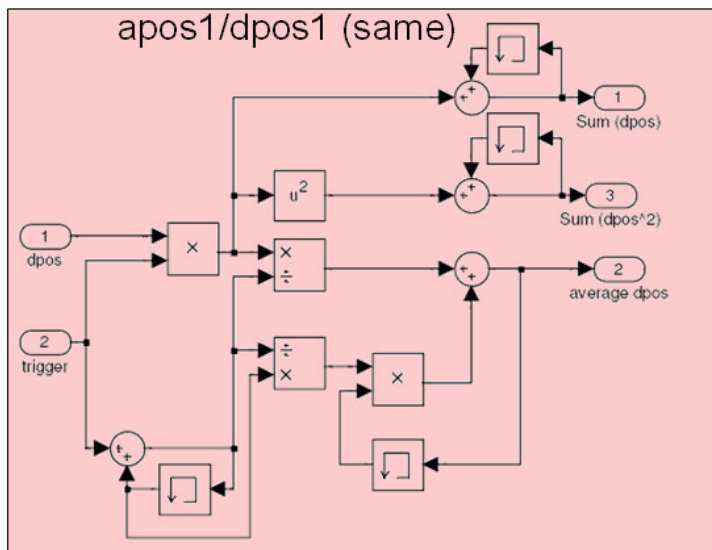 apos1/dpos1 (same)
1
Sum (dpos)
u²
3
Sum (dpos^2)
1
dpos
×
×
÷
2
average dpos
2
trigger
÷
×
×